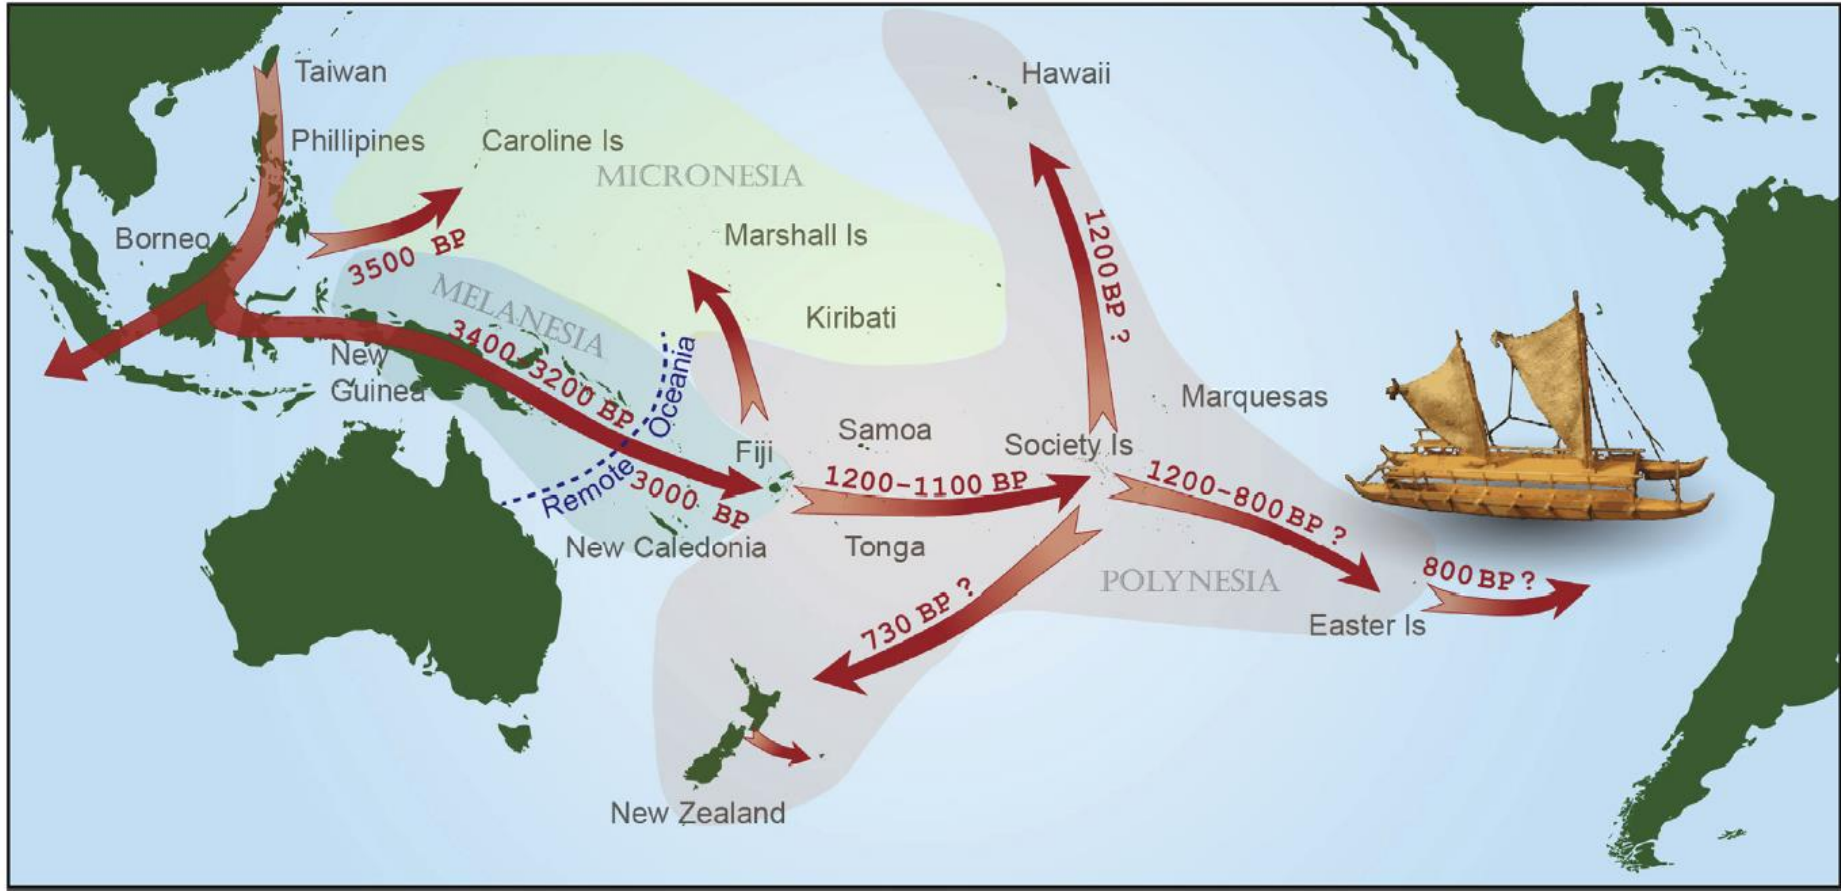 Taiwan
Hawaii
Phillipines
Caroline Is
MICRONESIA
Borneo
3500 BP
Marshall Is
1200 BP ?
MELANESIA
Kiribati
3400-3200 BP
New
Guinea
Oceania
Remote
Marquesas
Samoa
Society Is
Fiji
1200-1100 BP
1200-800 BP ?
3000 BP
New Caledonia
Tonga
POLYNESIA
800 BP ?
730 BP ?
Easter Is
New Zealand